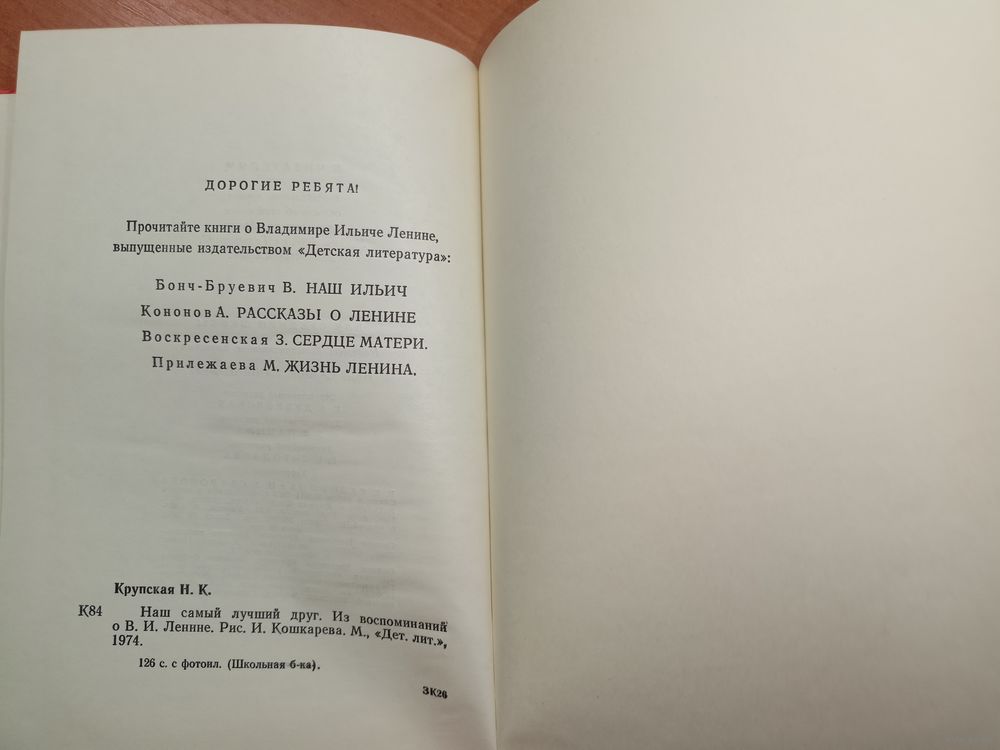 ДОРОГИЕ РЕБЯТА!
Прочитайте книги о Владимире Ильиче Ленине,
выпущенные издательством «Детская литература»:
Бонч-Бруевич В. НАШ ИЛЬИЧ
Кононов А. РАССКАЗЫ О ЛЕНИНЕ
Воскресенская З. СЕРДЦЕ МАТЕРИ.
Прилежаева М. ЖИЗНЬ ЛЕНИНА.
Крупская Н. К.
К84 Наш самый лучший друг. Из воспоминаний
о В. И. Ленине. Рис. И. Кошкарева. М., «Дет. лит.»,
1974.
126 с. с фотоил. (Школьная б-ка).
3К26